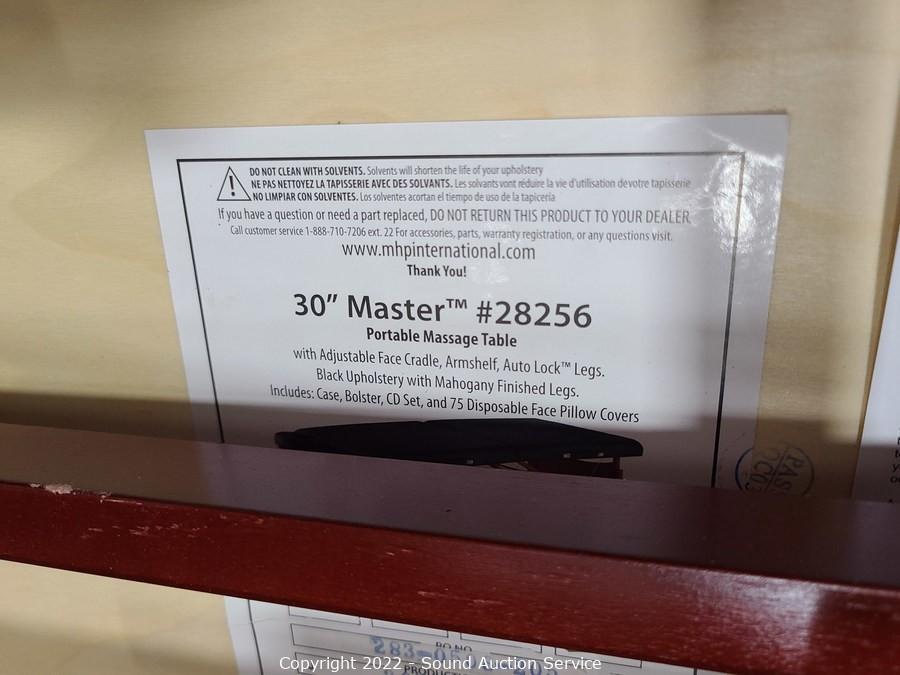 DO NOT CLEAN WITH SOLVENTS. Solvents will shorten the life of your upholstery
NE PAS NETTOYEZ LA TAPISSERIE AVEC DES SOLVANTS. Les solvants vont réduire la vie d'utilisation de votre tapisserie
NO LIMPIAR CON SOLVENTES. Los solventes acortan el tiempo de uso de la tapiceria
If you have a question or need a part replaced, DO NOT RETURN THIS PRODUCT TO YOUR DEALER.
Call customer service 1-888-710-7206 ext. 22 For accessories, parts, warranty registration, or any questions visit.
www.mhpinternational.com
Thank You!
30” Master™ #28256
Portable Massage Table
with Adjustable Face Cradle, Armshelf, Auto Lock™ Legs.
Black Upholstery with Mahogany Finished Legs.
Includes: Case, Bolster, CD Set, and 75 Disposable Face Pillow Covers
PASS
PO NO
Copyright 2022 - Sound Auction Service